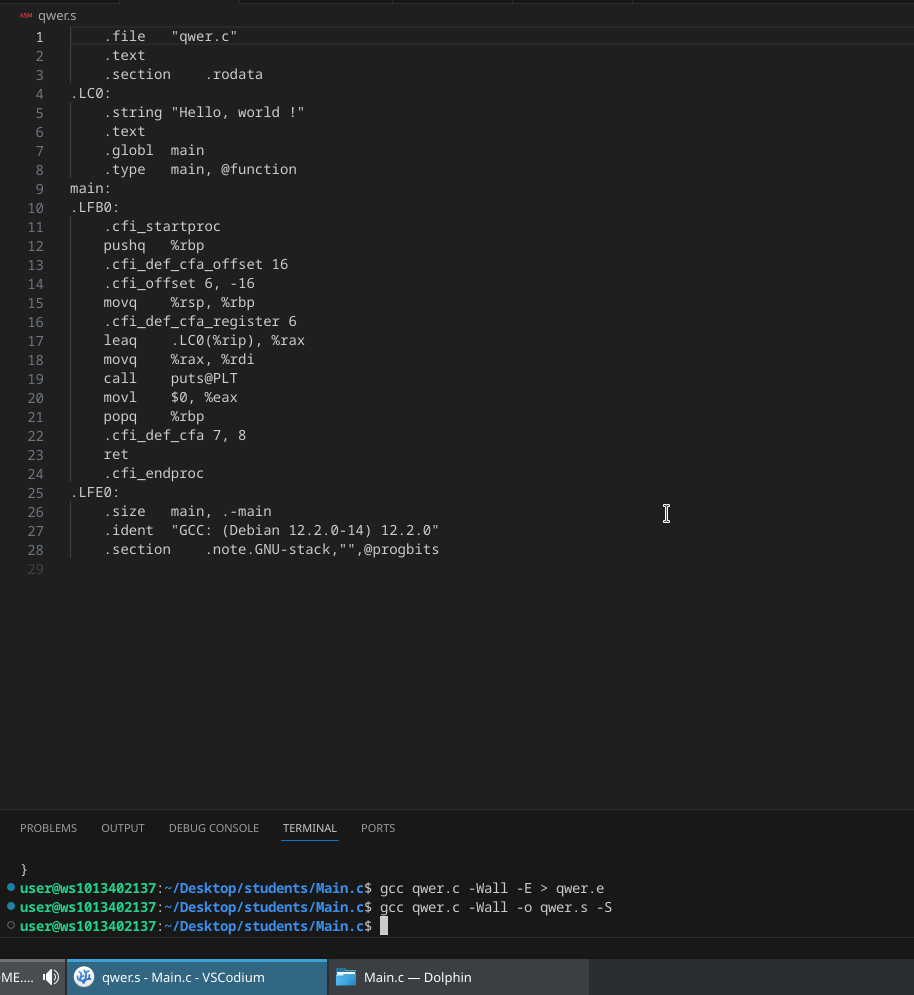 ASM qwer.s
1 .file "qwer.c"
2 .text
3 .section .rodata
4 .LC0:
5 .string "Hello, world !"
6 .text
7 .globl main
8 .type main, @function
9 main:
10 .LFB0:
11 .cfi_startproc
12 pushq %rbp
13 .cfi_def_cfa_offset 16
14 .cfi_offset 6, -16
15 movq %rsp, %rbp
16 .cfi_def_cfa_register 6
17 leaq .LC0(%rip), %rax
18 movq %rax, %rdi
19 call puts@PLT
20 movl $0, %eax
21 popq %rbp
22 .cfi_def_cfa 7, 8
23 ret
24 .cfi_endproc
25 .LFE0:
26 .size main, .-main
27 .ident "GCC: (Debian 12.2.0-14) 12.2.0"
28 .section .note.GNU-stack,"",@progbits
29
PROBLEMS OUTPUT DEBUG CONSOLE TERMINAL PORTS
}
user@ws1013402137:~/Desktop/students/Main.c$ gcc qwer.c -Wall -E > qwer.e
user@ws1013402137:~/Desktop/students/Main.c$ gcc qwer.c -Wall -o qwer.s -S
user@ws1013402137:~/Desktop/students/Main.c$
ME.... qwer.s - Main.c - VSCodium Main.c — Dolphin